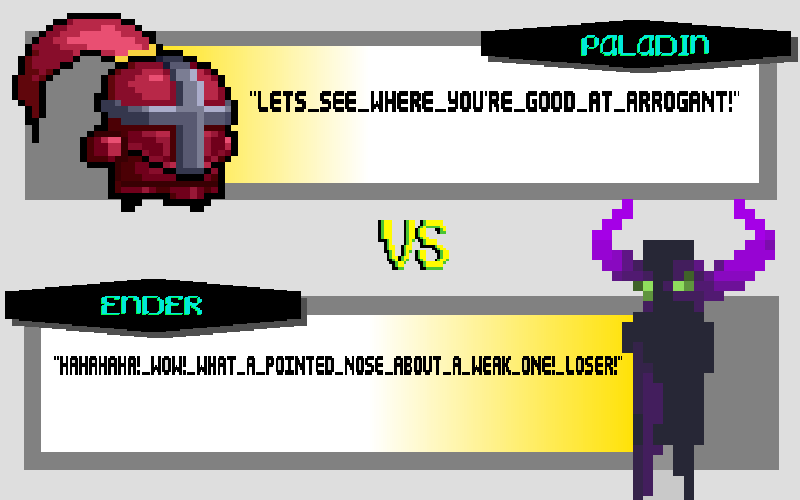 PALADIN
"LETS_SEE_WHERE_YOU'RE_GOOD_AT_ARROGANT!"
VS
ENDER
"HAHAHAHA!_WOW!_WHAT_A_POINTED_NOSE_ABOUT_A_WEAK_ONE!_LOSER!"